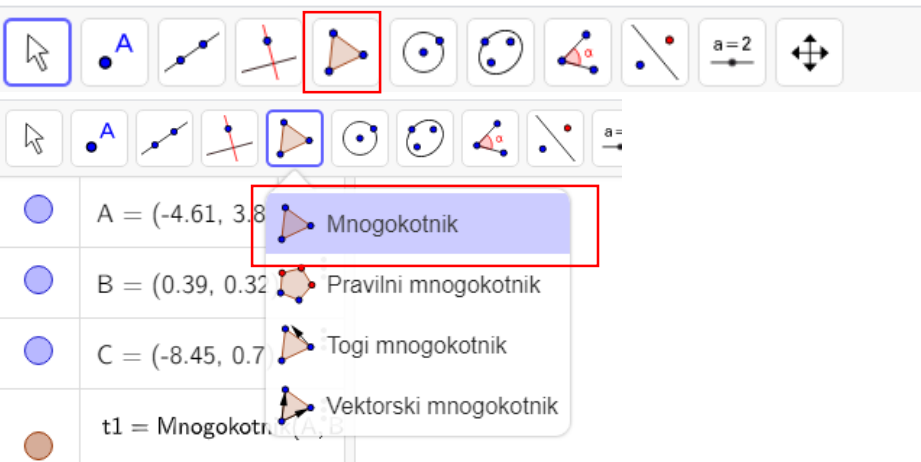 A
a=2
A
a=
A = (-4.61, 3.8
Mnogokotnik
B = (0.39, 0.32
Pravilni mnogokotnik
C = (-8.45, 0.7)
Togi mnogokotnik
Vektorski mnogokotnik
t1 = Mnogokotnik(A, B